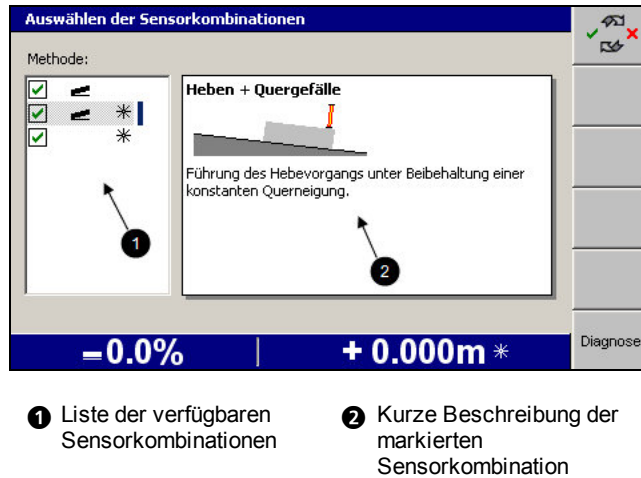 Auswählen der Sensorkombinationen
Methode:
Heben + Quergefälle
Führung des Hebevorgangs unter Beibehaltung einer
konstanten Querneigung.
1
2
=0.0%
+ 0.000m
Diagnose
1 Liste der verfügbaren
Sensorkombinationen
2 Kurze Beschreibung der
markierten
Sensorkombination